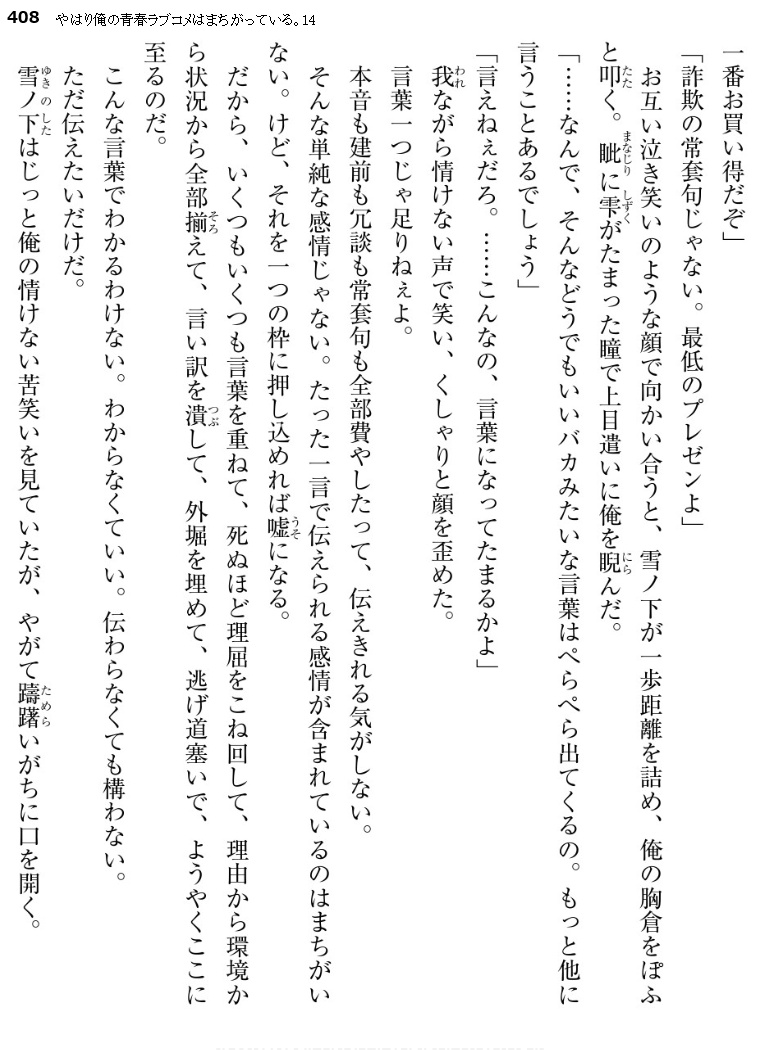 408 やはり俺の青春ラブコメはまちがっている。14
一番お買い得だぞ」
「詐欺の常套句じゃない。最低のプレゼンよ」
お互い泣き笑いのような顔で向かい合うと、雪ノ下が一歩距離を詰め、俺の胸倉をぽふ
と叩く。眦に雫がたまった瞳で上目遣いに俺を睨んだ。
「……なんで、そんなどうでもいいバカみたいな言葉はぺらぺら出てくるの。もっと他に
言うことあるでしょう」
「言えねぇだろ。……こんなの、言葉になってたまるかよ」
我ながら情けない声で笑い、くしゃりと顔を歪めた。
言葉一つじゃ足りねぇよ。
本音も建前も冗談も常套句も全部費やしたって、伝えきれる気がしない。
そんな単純な感情じゃない。たった一言で伝えられる感情が含まれているのはまちがい
ない。けど、それを一つの枠に押し込めれば嘘になる。
だから、いくつもいくつも言葉を重ねて、死ぬほど理屈をこね回して、理由から環境か
ら状況から全部揃えて、言い訳を潰して、外堀を埋めて、逃げ道塞いで、ようやくここに
至るのだ。
こんな言葉でわかるわけない。わからなくていい。伝わらなくても構わない。
ただ伝えたいだけだ。
雪ノ下はじっと俺の情けない苦笑いを見ていたが、やがて躊躇いがちに口を開く。